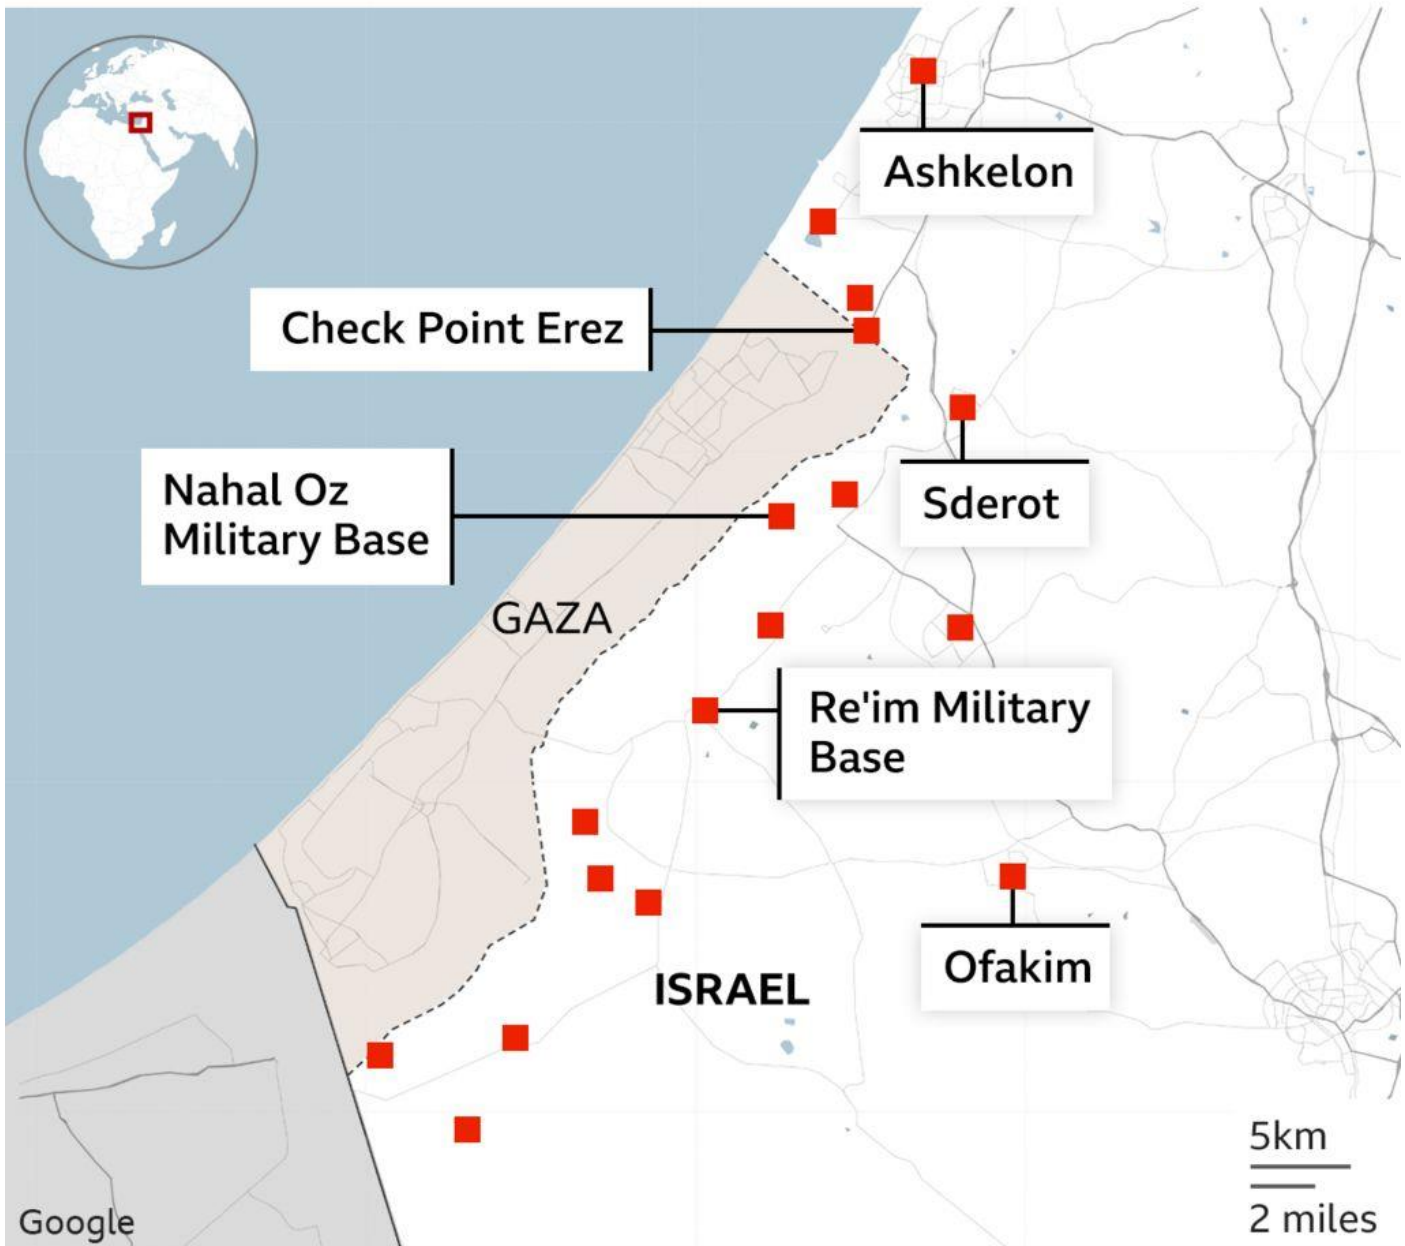 Ashkelon
Check Point Erez
Nahal Oz
Military Base
Sderot
GAZA
Re'im Military
Base
Ofakim
ISRAEL
5km
2 miles
Google